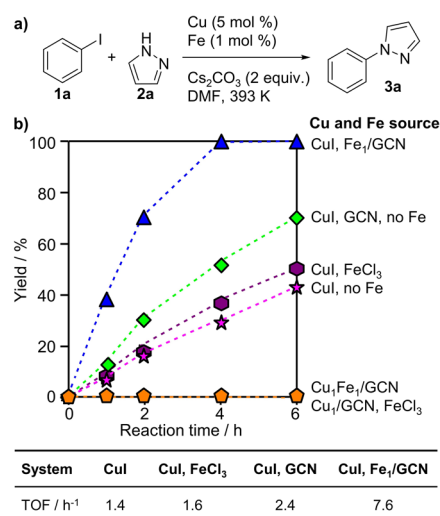 a)
I
1a
+
H
N
N
2a
Cu (5 mol %)
Fe (1 mol %)
Cs₂CO₃ (2 equiv.)
DMF, 393 K
N
N
3a
b)
Cu and Fe source
Yield / %
100
80
60
40
20
0
0 2 4 6
Reaction time / h
CuI, Fe₁/GCN
CuI, GCN, no Fe
CuI, FeCl₃
CuI, no Fe
Cu₁Fe₁/GCN
Cu₁/GCN, FeCl₃
System CuI CuI, FeCl₃ CuI, GCN CuI, Fe₁/GCN
TOF / h⁻¹ 1.4 1.6 2.4 7.6